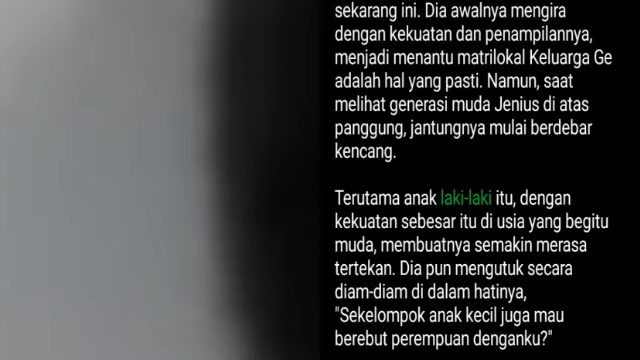 sekarang ini. Dia awalnya mengira
dengan kekuatan dan penampilannya,
menjadi menantu matrilokal Keluarga Ge
adalah hal yang pasti. Namun, saat
melihat generasi muda Jenius di atas
panggung, jantungnya mulai berdebar
kencang.
Terutama anak laki-laki itu, dengan
kekuatan sebesar itu di usia yang begitu
muda, membuatnya semakin merasa
tertekan. Dia pun mengutuk secara
diam-diam di dalam hatinya,
"Sekelompok anak kecil juga mau
berebut perempuan denganku?"